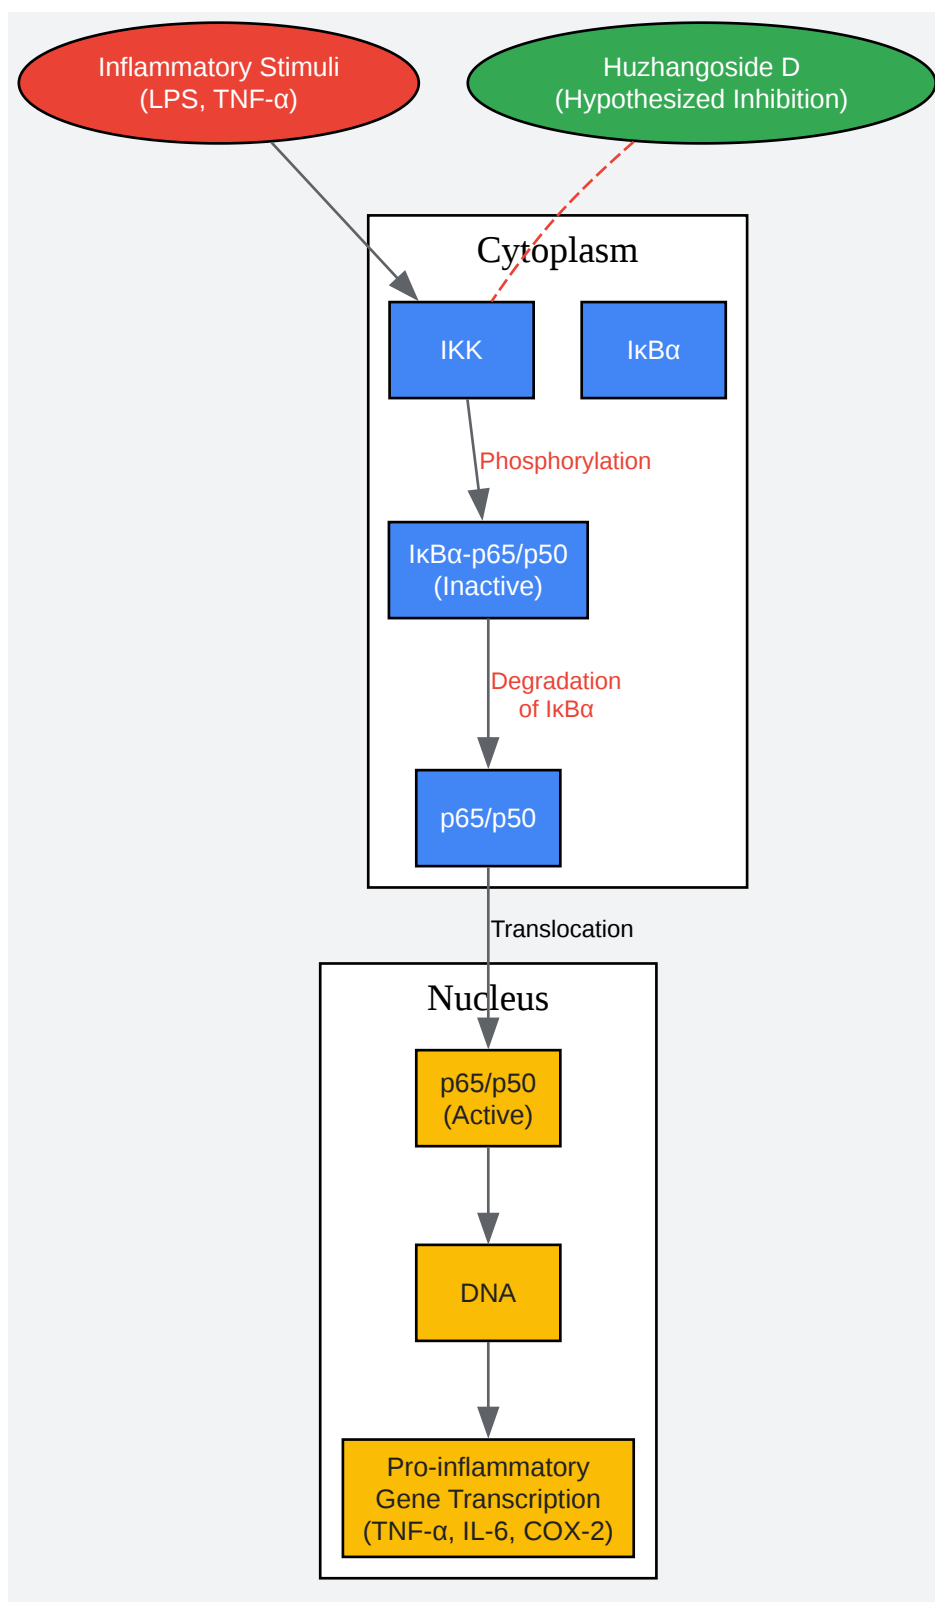 Inflammatory Stimuli
(LPS, TNF-α)
Huzhangoside D
(Hypothesized Inhibition)
Cytoplasm
IKK
IκBα
Phosphorylation
IκBα-p65/p50
(Inactive)
Degradation
of IκBα
p65/p50
Translocation
Nucleus
p65/p50
(Active)
DNA
Pro-inflammatory
Gene Transcription
(TNF-α, IL-6, COX-2)